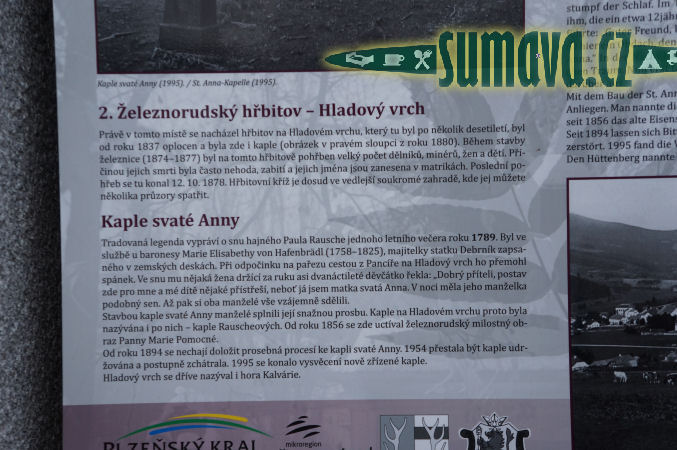 Kaple svaté Anny (1995). / St. Anna-Kapelle (1995).
sumava.cz
2. Železnorudský hřbitov – Hladový vrch
Právě v tomto místě se nacházel hřbitov na Hladovém vrchu, který tu byl po několik desetiletí, byl
od roku 1837 oplocen a byla zde i kaple (obrázek v pravém sloupci z roku 1880). Během stavby
železnice (1874–1877) byl na tomto hřbitově pohřben velký počet dělníků, minérů, žen a dětí. Pří-
činou jejich smrti byla často nehoda, zabití a jejich jména jsou zanesena v matrikách. Poslední po-
hřeb se tu konal 12. 10. 1878. Hřbitovní kříž je dosud ve vedlejší soukromé zahradě, kde jej můžete
několika průzory spatřit.
Kaple svaté Anny
Tradovaná legenda vypráví o snu hajného Paula Rausche jednoho letního večera roku 1789. Byl ve
službě u baronesy Marie Elisabethy von Hafenbrädl (1758–1825), majitelky statku Debrník zapsa-
ného v zemských deskách. Při odpočinku na pařezu cestou z Pancíře na Hladový vrch ho přemohl
spánek. Ve snu mu nějaká žena držící za ruku asi dvanáctileté děvčátko řekla: „Dobrý příteli, postav
zde pro mne a mé dítě nějaké přístřeší, neboť já jsem matka svatá Anna. V noci měla jeho manželka
podobný sen. Až pak si oba manželé vše vzájemně sdělili.
Stavbou kaple svaté Anny manželé splnili její snažnou prosbu. Kaple na Hladovém vrchu proto byla
nazývána i po nich – kaple Rauscheových. Od roku 1856 se zde uctíval železnorudský milostný ob-
raz Panny Marie Pomocné.
Od roku 1894 se nechají doložit prosebná procesí ke kapli svaté Anny. 1954 přestala být kaple udr-
žována a postupně zchátrala. 1995 se konalo vysvěcení nově zřízené kaple.
Hladový vrch se dříve nazýval i hora Kalvárie.
stumpf der Schlaf. Im
ihm, die ein etwa 12jähr
Freund,
Mit dem Bau der St. Ann
Anliegen. Man nannte di
seit 1856 das alte Eisens
Seit 1894 lassen sich Bit
zerstört. 1995 fand die
Den Hüttenberg nannte
PLZEŇSKÝ KRAJ
mikroregion